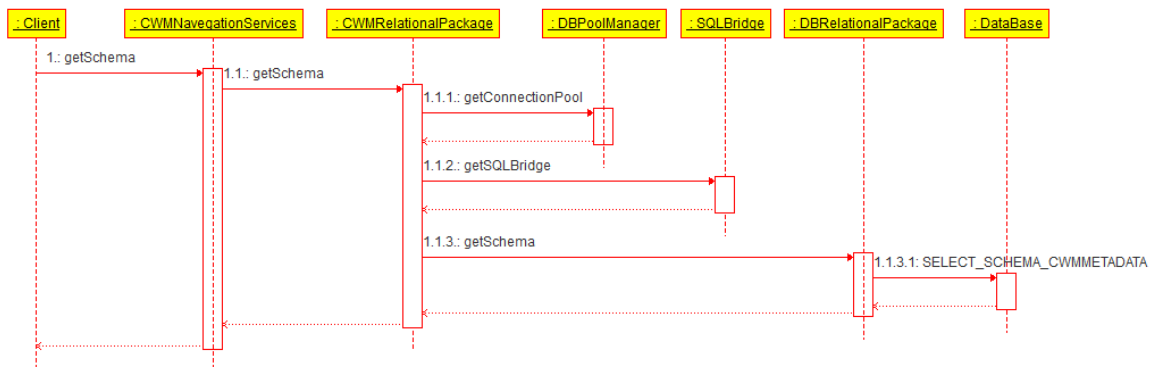 : Client
: CWMNavegationServices
: CWMRelationalPackage
: DBPoolManager
: SQLBridge
: DBRelationalPackage
: DataBase
1.: getSchema
1.1.: getSchema
1.1.1.: getConnectionPool
1.1.2.: getSQLBridge
1.1.3.: getSchema
1.1.3.1: SELECT_SCHEMA_CWMMETADATA